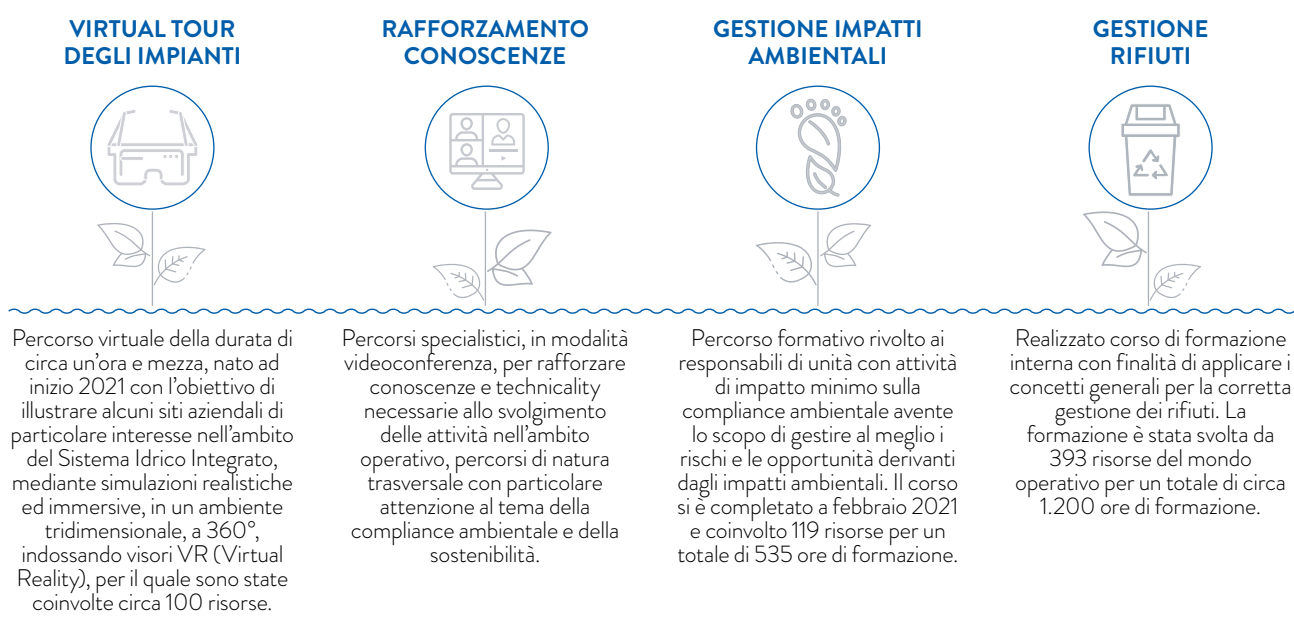 VIRTUAL TOUR
DEGLI IMPIANTI
Percorso virtuale della durata di
circa un'ora e mezza, nato ad
inizio 2021 con l'obiettivo di
illustrare alcuni siti aziendali di
particolare interesse nell'ambito
del Sistema Idrico Integrato,
mediante simulazioni realistiche
ed immersive, in un ambiente
tridimensionale, a 360°,
indossando visori VR (Virtual
Reality), per il quale sono state
coinvolte circa 100 risorse.
RAFFORZAMENTO
CONOSCENZE
Percorsi specialistici, in modalità
videoconferenza, per rafforzare
conoscenze e technicality
necessarie allo svolgimento
delle attività nell'ambito
operativo, percorsi di natura
trasversale con particolare
attenzione al tema della
compliance ambientale e della
sostenibilità.
GESTIONE IMPATTI
AMBIENTALI
Percorso formativo rivolto ai
responsabili di unità con attività
di impatto minimo sulla
compliance ambientale avente
lo scopo di gestire al meglio i
rischi e le opportunità derivanti
dagli impatti ambientali. Il corso
si è completato a febbraio 2021
e coinvolto 119 risorse per un
totale di 535 ore di formazione.
GESTIONE
RIFIUTI
Realizzato corso di formazione
interna con finalità di applicare i
concetti generali per la corretta
gestione dei rifiuti. La
formazione è stata svolta da
393 risorse del mondo
operativo per un totale di circa
1.200 ore di formazione.